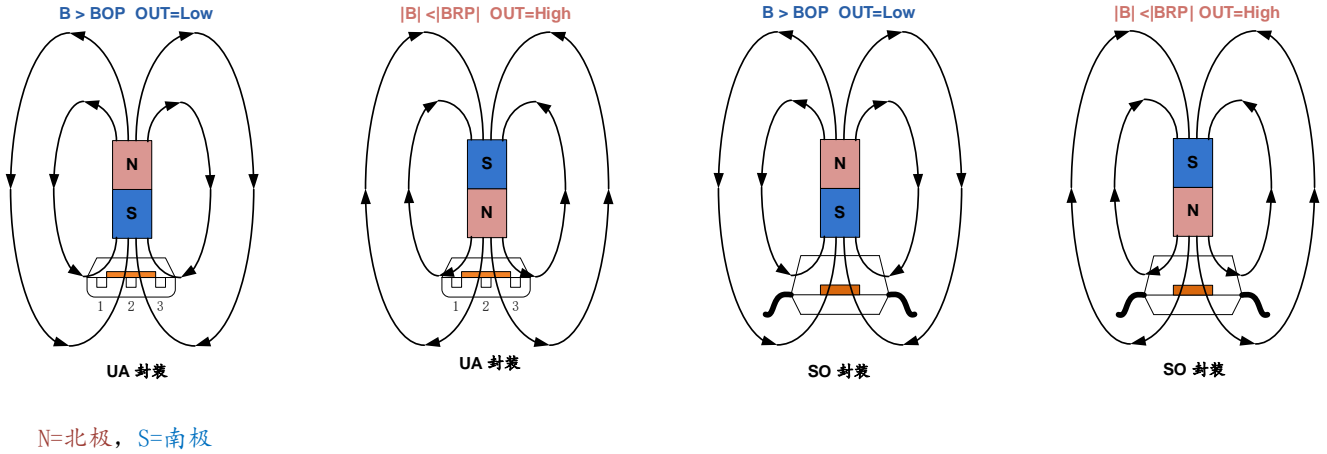 B > BOP OUT=Low
|B| <|BRP| OUT=High
B > BOP OUT=Low
|B| <|BRP| OUT=High
N
S
S
N
N
S
S
N
1 2 3
1 2 3
UA 封装
UA 封装
SO 封装
SO 封装
N=北极，S=南极